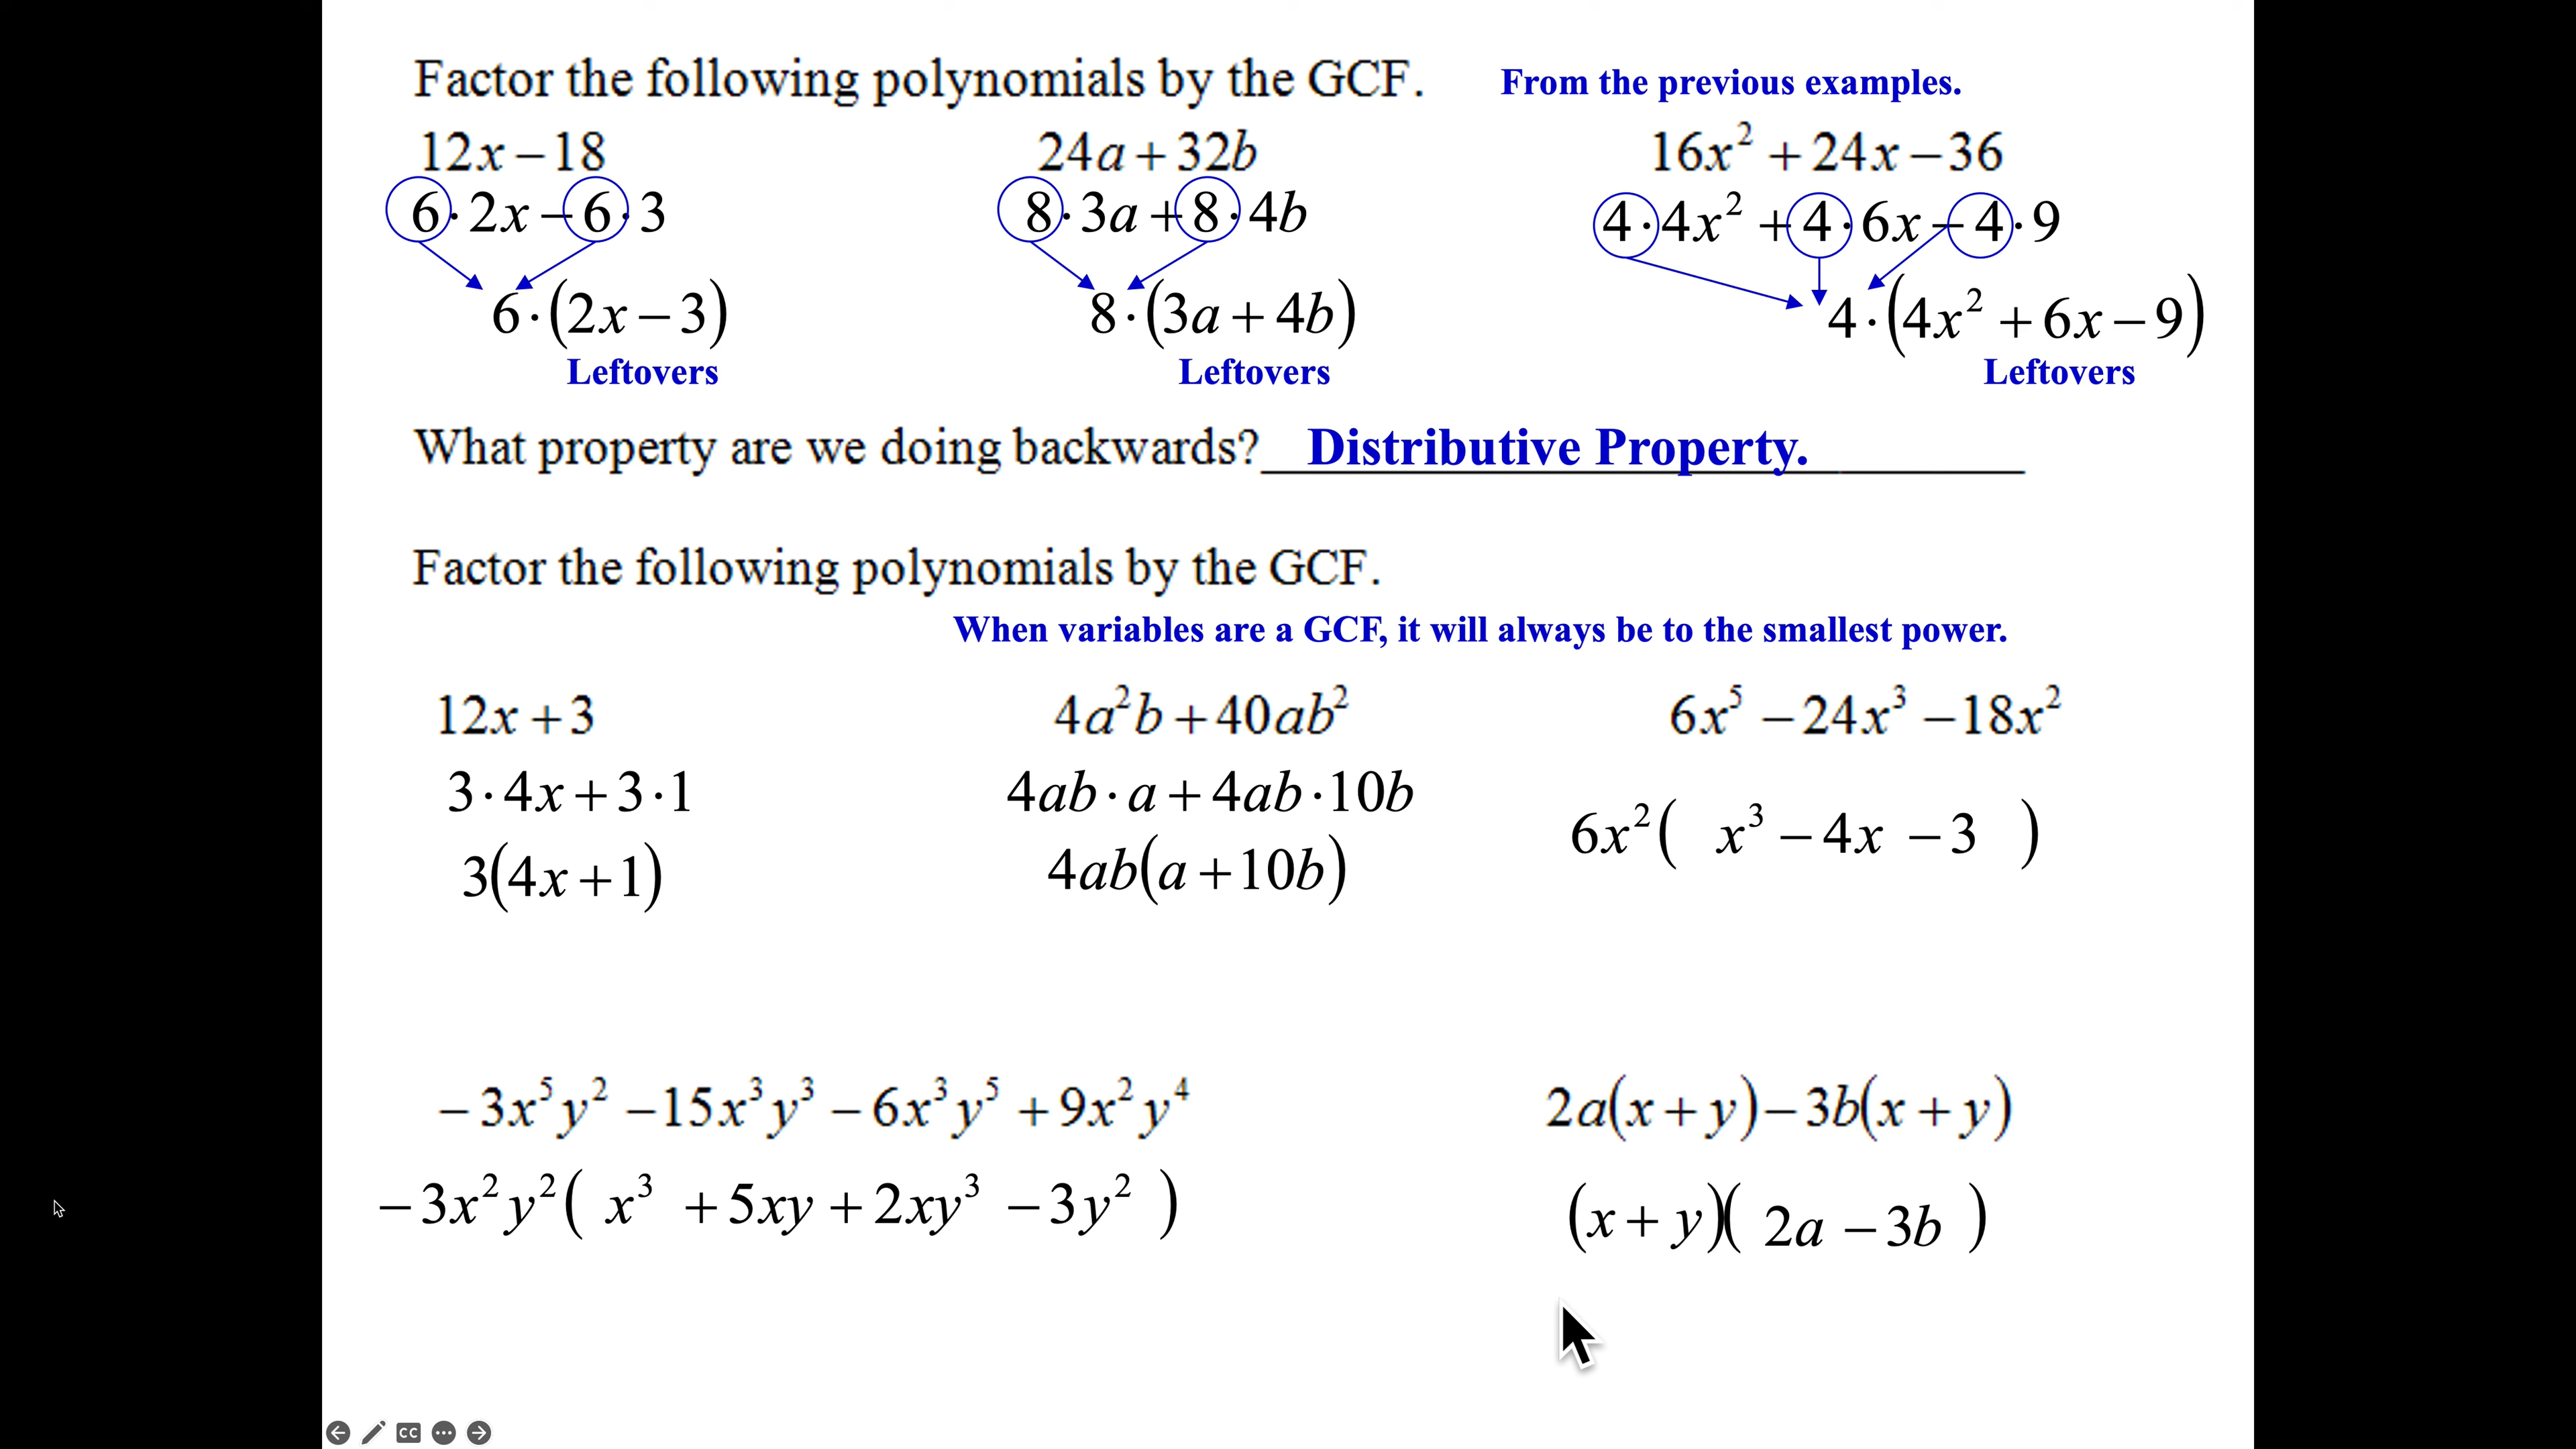 Factor the following polynomials by the GCF. From the previous examples.
12x − 18 24a + 32b 16x² + 24x − 36
6·2x − 6·3 8·3a + 8·4b 4·4x² + 4·6x − 4·9
6·(2x − 3) 8·(3a + 4b) 4·(4x² + 6x − 9)
Leftovers Leftovers Leftovers
What property are we doing backwards? Distributive Property.
Factor the following polynomials by the GCF.
When variables are a GCF, it will always be to the smallest power.
12x + 3 4a²b + 40ab² 6x⁵ − 24x³ − 18x²
3·4x + 3·1 4ab·a + 4ab·10b 6x²( x³ − 4x − 3 )
3(4x + 1) 4ab(a + 10b)
−3x⁵y² − 15x³y³ − 6x³y⁵ + 9x²y⁴ 2a(x + y) − 3b(x + y)
−3x²y²( x³ + 5xy + 2xy³ − 3y² ) (x + y)( 2a − 3b )
CC